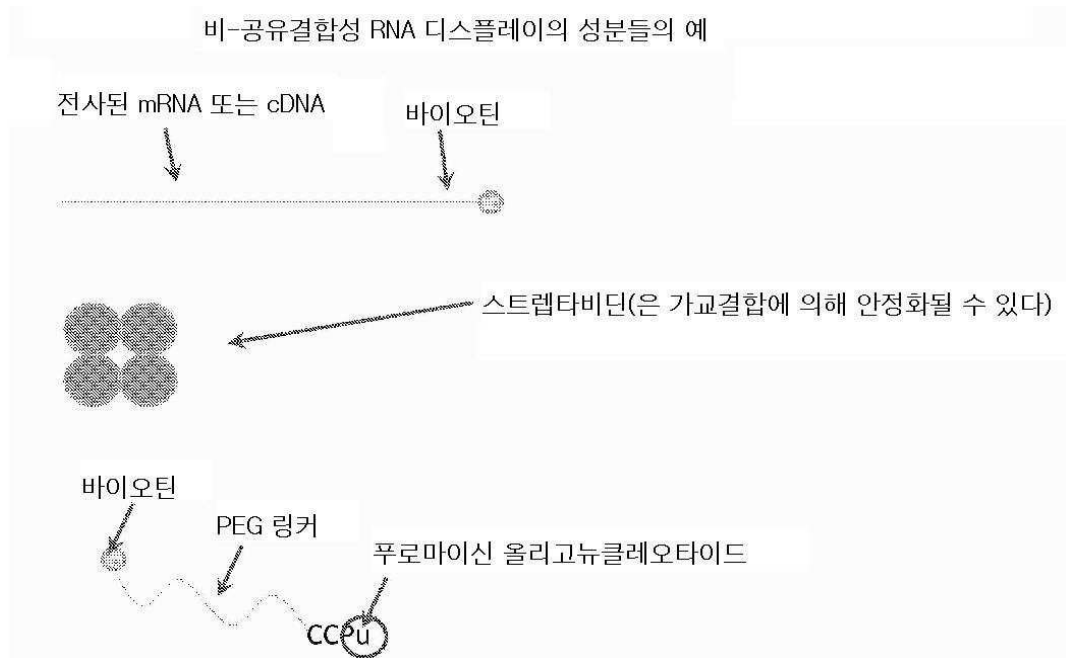 비-공유결합성 RNA 디스플레이의 성분들의 예
전사된 mRNA 또는 cDNA
바이오틴
스트렙타비딘(은 가교결합에 의해 안정화될 수 있다)
바이오틴
PEG 링커
푸로마이신 올리고뉴클레오타이드
CCPu